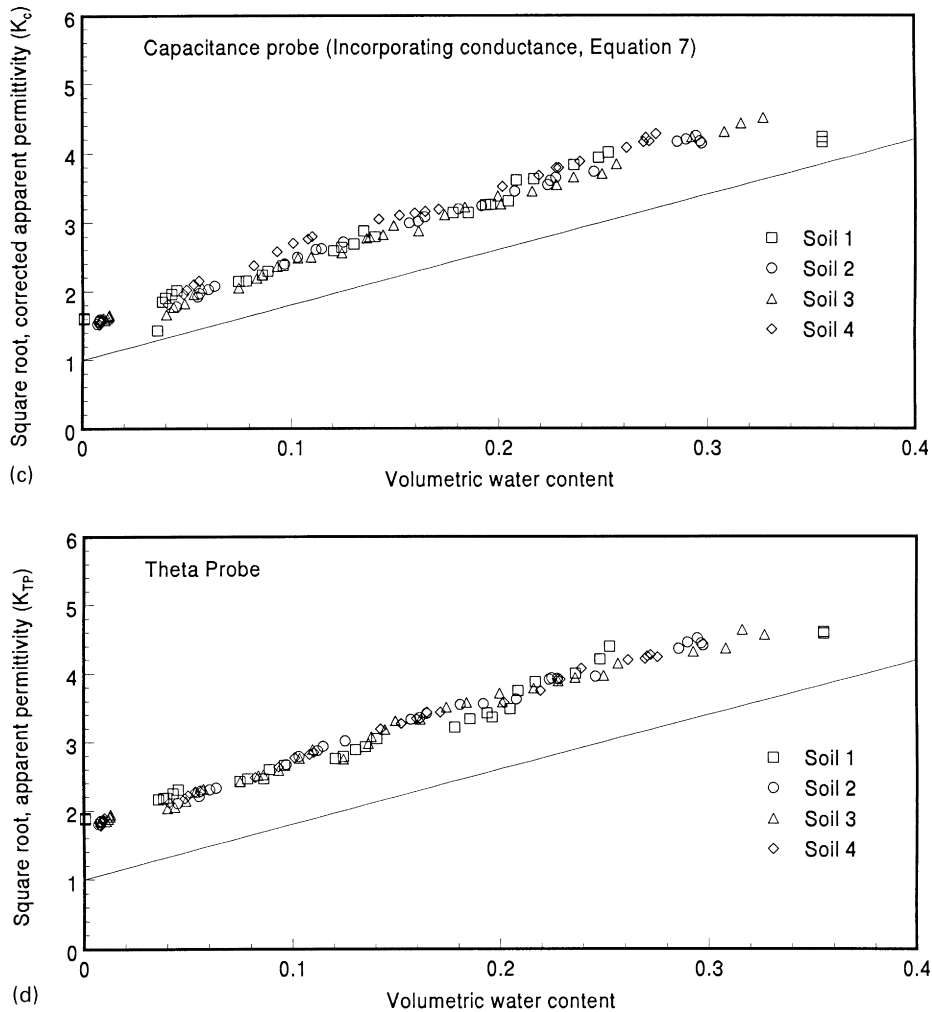 Square root, corrected apparent permittivity (Kc)
6
Capacitance probe (Incorporating conductance, Equation 7)
5
4
3
Soil 1
Soil 2
2
Soil 3
Soil 4
1
0
0 0.1 0.2 0.3 0.4
(c)
Volumetric water content
Square root, apparent permittivity (KTP)
6
Theta Probe
5
4
3
Soil 1
Soil 2
2
Soil 3
Soil 4
1
0
0 0.1 0.2 0.3 0.4
(d)
Volumetric water content